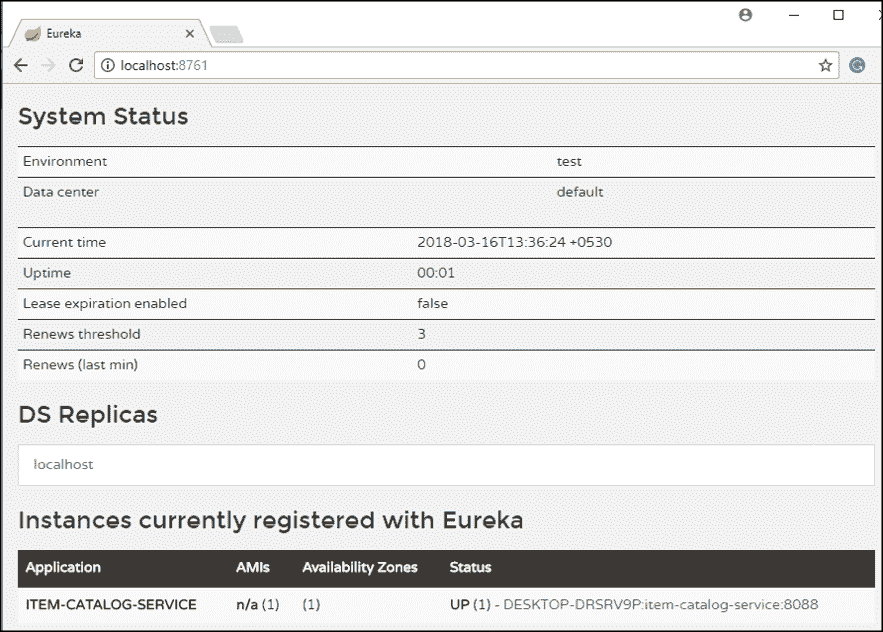 Eureka
localhost:8761
System Status
Environment test
Data center default
Current time 2018-03-16T13:36:24 +0530
Uptime 00:01
Lease expiration enabled false
Renews threshold 3
Renews (last min) 0
DS Replicas
localhost
Instances currently registered with Eureka
Application AMIs Availability Zones Status
ITEM-CATALOG-SERVICE n/a (1) (1) UP (1) - DESKTOP-DRSRV9P:item-catalog-service:8088